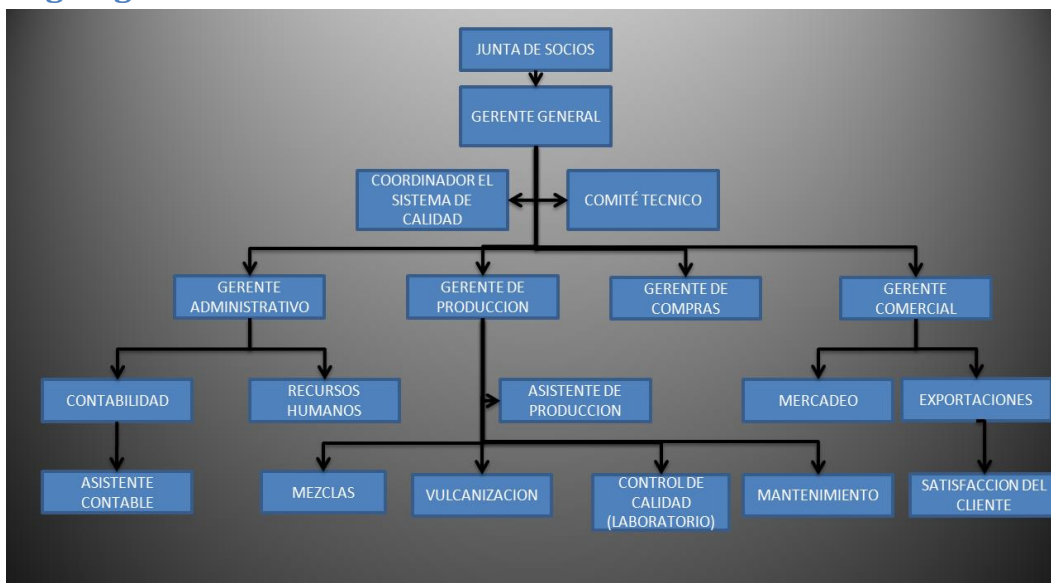 JUNTA DE SOCIOS
GERENTE GENERAL
COORDINADOR EL
SISTEMA DE
CALIDAD
COMITÉ TECNICO
GERENTE
ADMINISTRATIVO
GERENTE DE
PRODUCCION
GERENTE DE
COMPRAS
GERENTE
COMERCIAL
CONTABILIDAD
RECURSOS
HUMANOS
ASISTENTE DE
PRODUCCION
MERCADEO
EXPORTACIONES
ASISTENTE
CONTABLE
MEZCLAS
VULCANIZACION
CONTROL DE
CALIDAD
(LABORATORIO)
MANTENIMIENTO
SATISFACCION DEL
CLIENTE